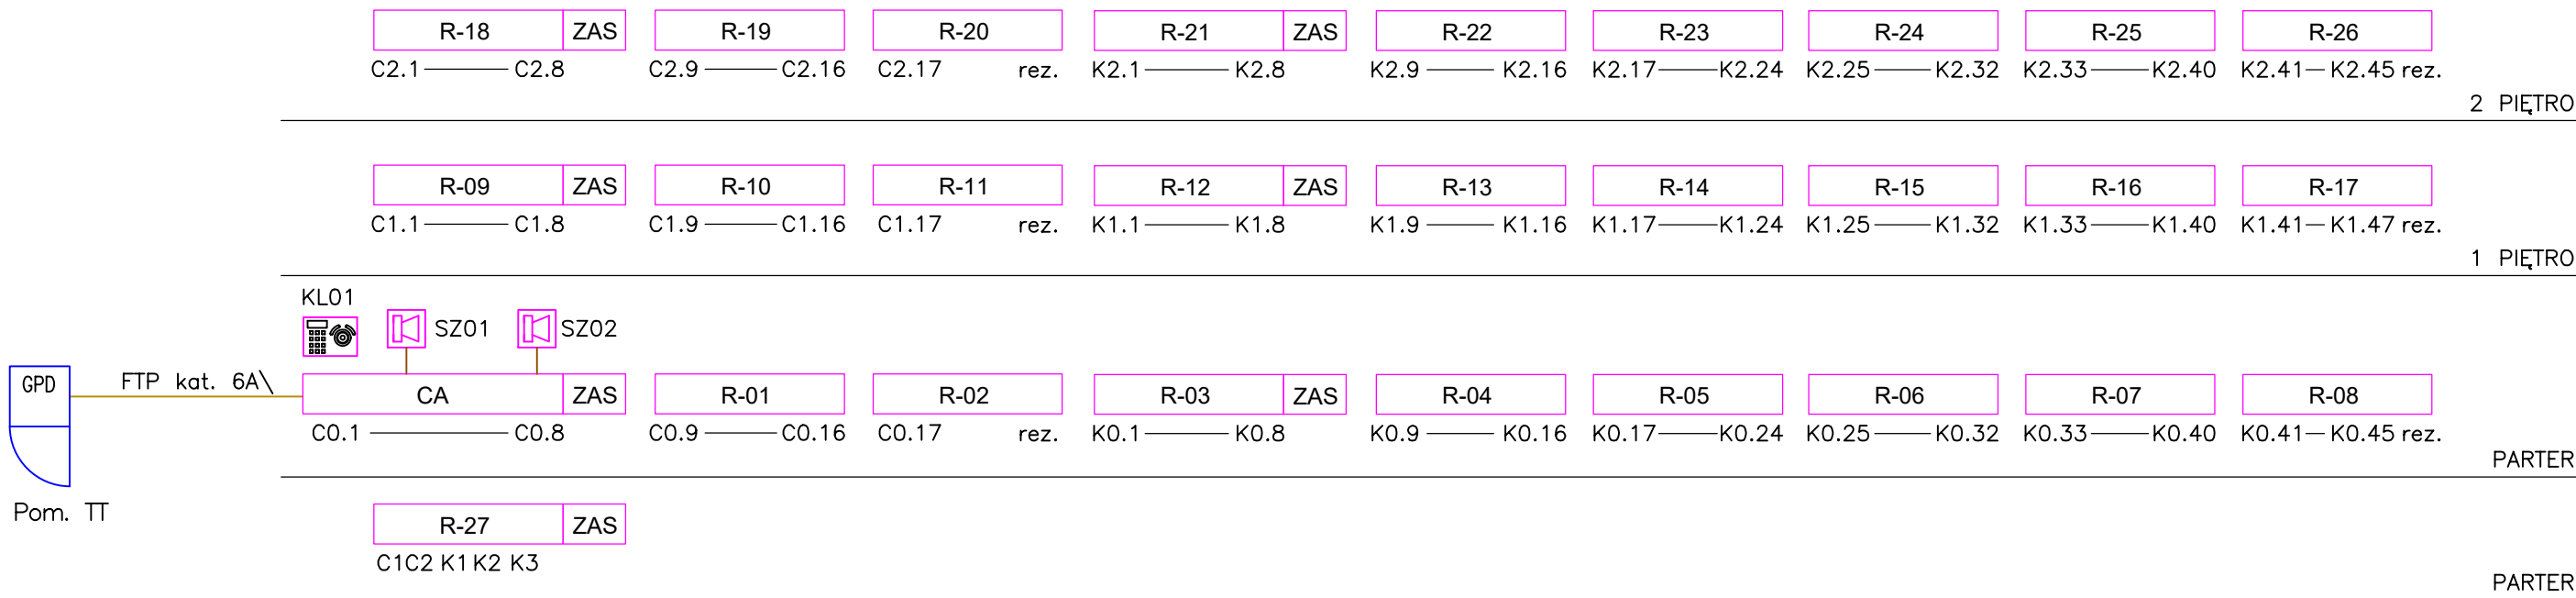 R-18 ZAS R-19 R-20 R-21 ZAS R-22 R-23 R-24 R-25 R-26
C2.1 C2.8 C2.9 C2.16 C2.17 rez. K2.1 K2.8 K2.9 K2.16 K2.17 K2.24 K2.25 K2.32 K2.33 K2.40 K2.41 K2.45 rez.
2 PIĘTRO
R-09 ZAS R-10 R-11 R-12 ZAS R-13 R-14 R-15 R-16 R-17
C1.1 C1.8 C1.9 C1.16 C1.17 rez. K1.1 K1.8 K1.9 K1.16 K1.17 K1.24 K1.25 K1.32 K1.33 K1.40 K1.41 K1.47 rez.
1 PIĘTRO
KL01
SZ01 SZ02
GPD FTP kat. 6A\ CA ZAS R-01 R-02 R-03 ZAS R-04 R-05 R-06 R-07 R-08
C0.1 C0.8 C0.9 C0.16 C0.17 rez. K0.1 K0.8 K0.9 K0.16 K0.17 K0.24 K0.25 K0.32 K0.33 K0.40 K0.41 K0.45 rez.
PARTER
Pom. TT
R-27 ZAS
C1C2 K1 K2 K3
PARTER